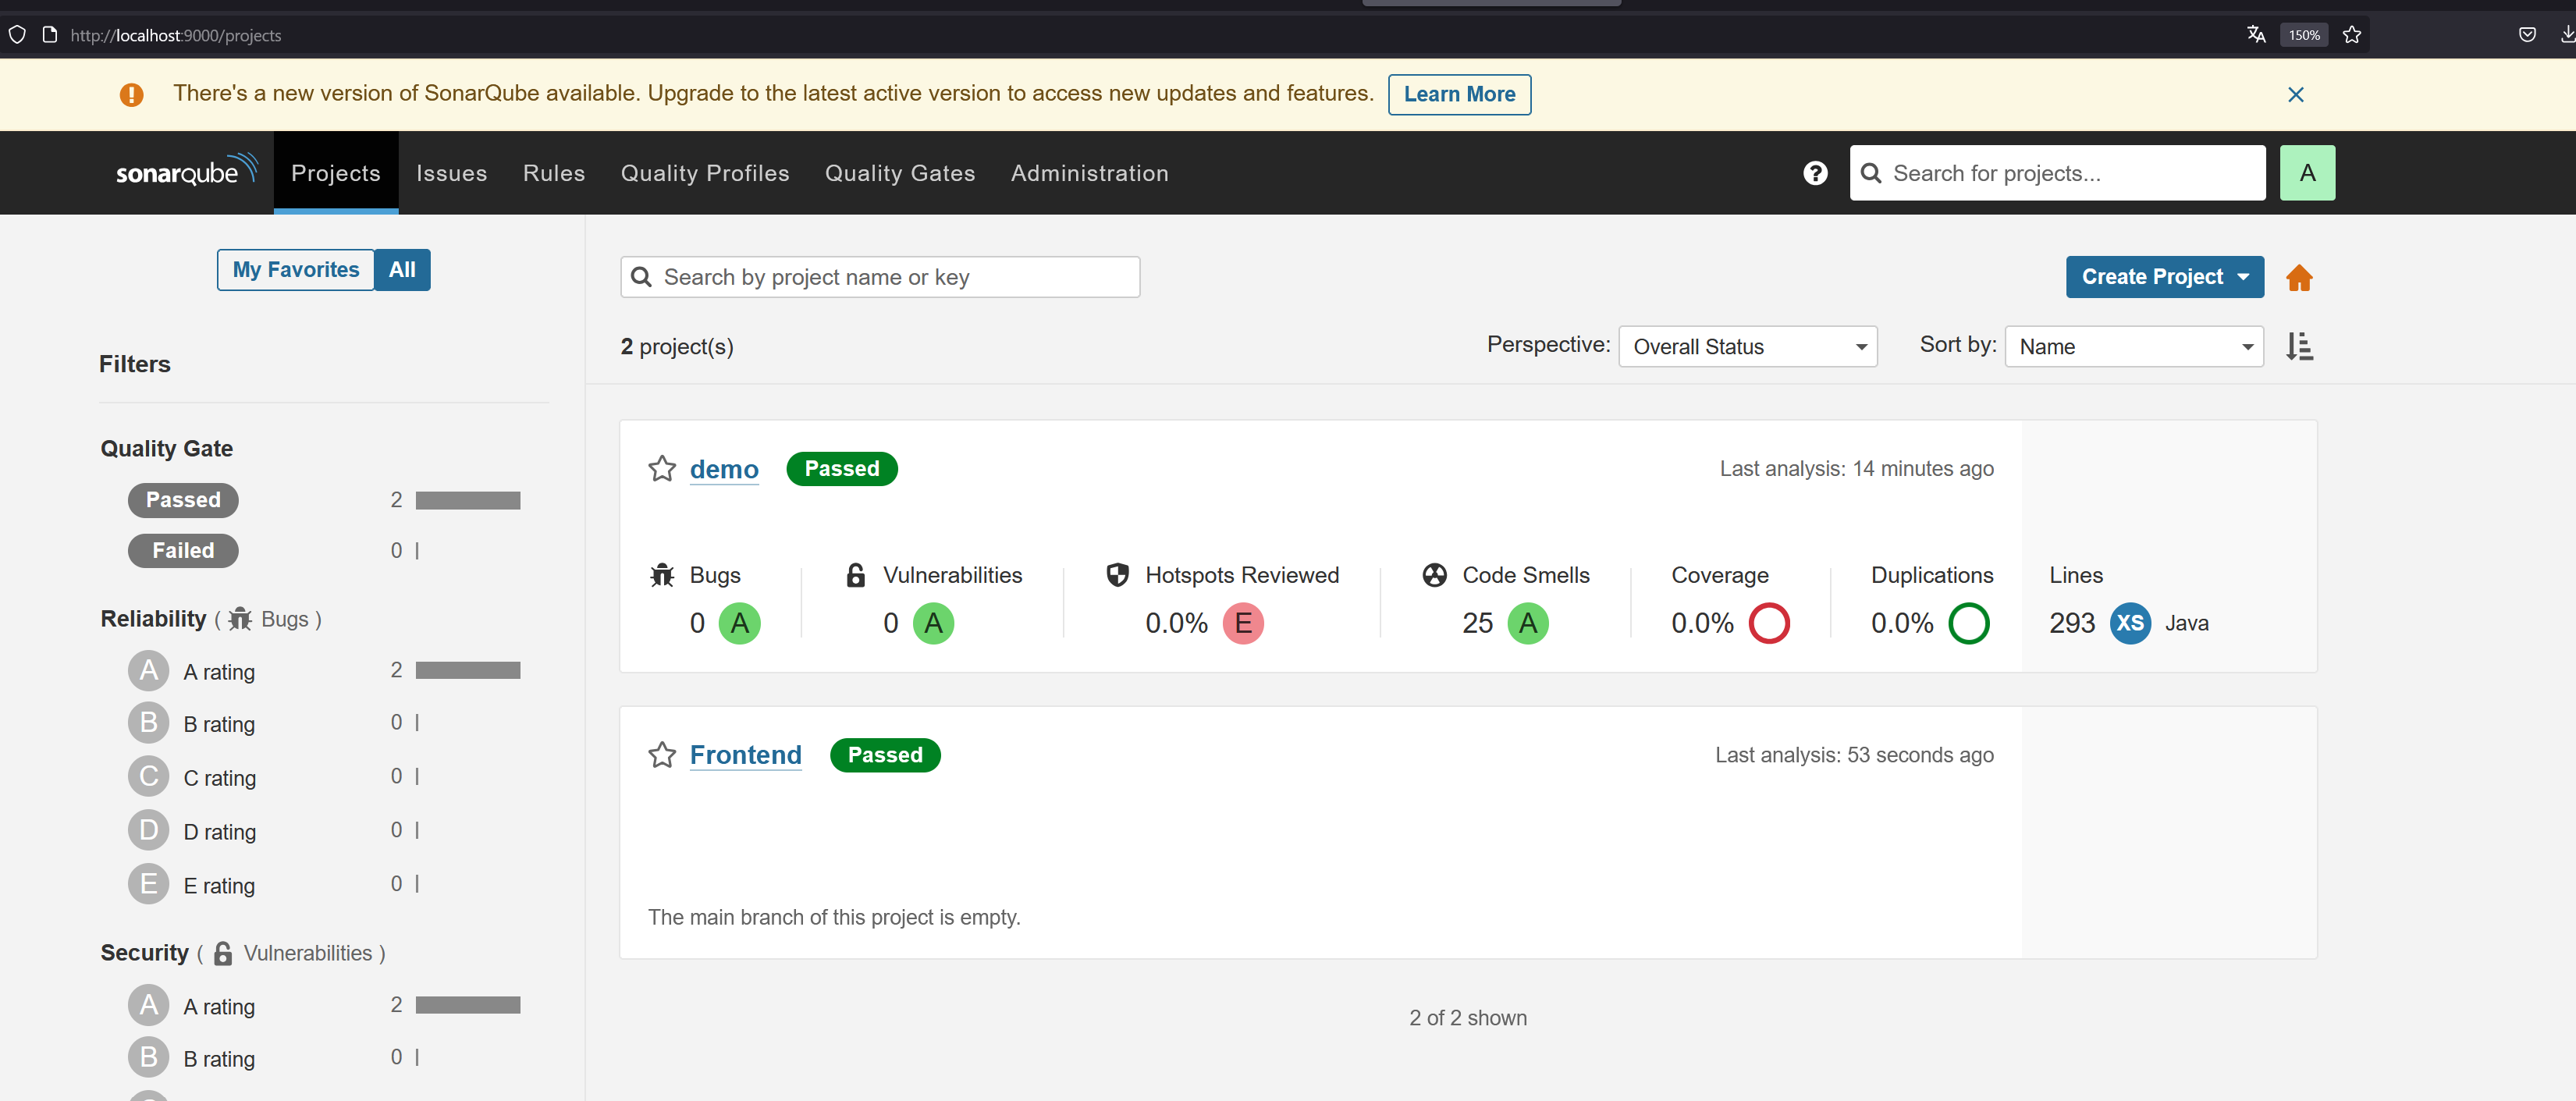 http://localhost:9000/projects
150%
There's a new version of SonarQube available. Upgrade to the latest active version to access new updates and features.
Learn More
sonarqube
Projects
Issues
Rules
Quality Profiles
Quality Gates
Administration
?
Search for projects...
A
My Favorites
All
Search by project name or key
Create Project
2 project(s)
Perspective:
Overall Status
Sort by:
Name
Filters
Quality Gate
Passed 2
Failed 0
Reliability ( Bugs )
A A rating 2
B B rating 0
C C rating 0
D D rating 0
E E rating 0
Security ( Vulnerabilities )
A A rating 2
B B rating 0
demo
Passed
Last analysis: 14 minutes ago
Bugs
0 A
Vulnerabilities
0 A
Hotspots Reviewed
0.0% E
Code Smells
25 A
Coverage
0.0%
Duplications
0.0%
Lines
293 XS Java
Frontend
Passed
Last analysis: 53 seconds ago
The main branch of this project is empty.
2 of 2 shown